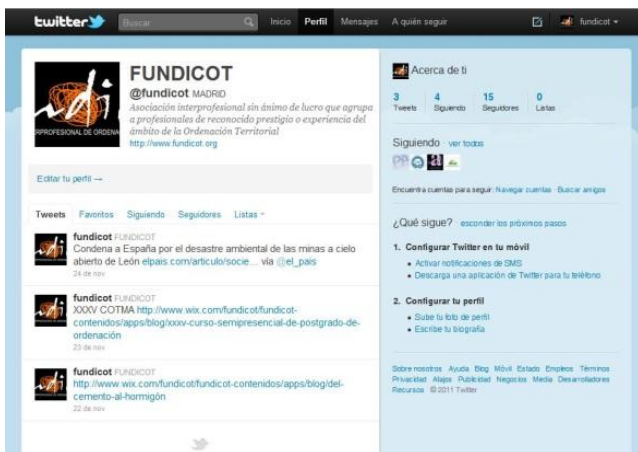 twitter
Buscar
Inicio Perfil Mensajes A quién seguir
fundicot
FUNDICOT
@fundicot MADRID
Asociación interprofesional sin ánimo de lucro que agrupa
a profesionales de reconocido prestigio o experiencia del
ámbito de la Ordenación Territorial
http://www.fundicot.org
Editar tu perfil →
Tweets Favoritos Siguiendo Seguidores Listas
fundicot FUNDICOT
Condena a España por el desastre ambiental de las minas a cielo
abierto de León elpais.com/articulo/socie... vía @el_pais
24 de nov
fundicot FUNDICOT
XXXV COTMA http://www.wix.com/fundicot/fundicot-
contenidos/apps/blog/xxxv-curso-semipresencial-de-postgrado-de-
ordenación
23 de nov
fundicot FUNDICOT
http://www.wix.com/fundicot/fundicot-contenidos/apps/blog/del-
cemento-al-hormigón
22 de nov
Acerca de ti
3 4 15 0
Tweets Siguiendo Seguidores Listas
Siguiendo · ver todos
Encuentra cuentas para seguir: Navegar cuentas · Buscar amigos
¿Qué sigue? esconder los próximos pasos
1. Configurar Twitter en tu móvil
• Activar notificaciones de SMS
• Descarga una aplicación de Twitter para tu teléfono
2. Configurar tu perfil
• Sube tu foto de perfil
• Escribe tu biografía
Sobre nosotros Ayuda Blog Móvil Estado Empleos Términos
Privacidad Atajos Publicidad Negocios Media Desarrolladores
Recursos © 2011 Twitter